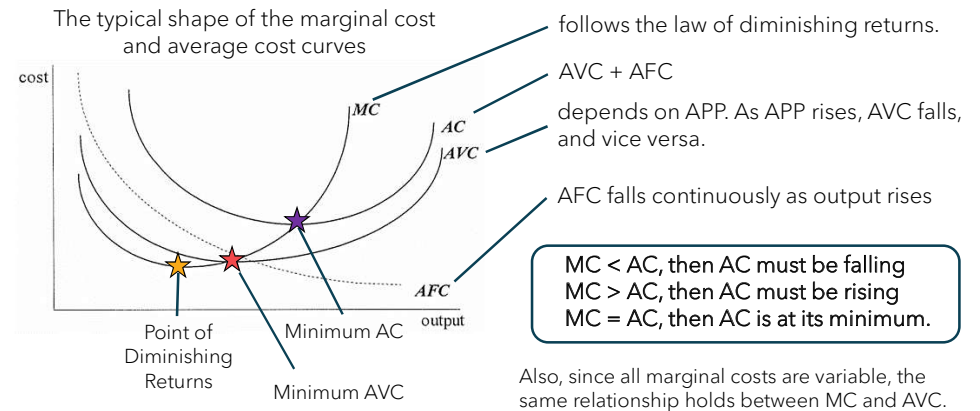 The typical shape of the marginal cost
and average cost curves
follows the law of diminishing returns.
cost
MC
AVC + AFC
AC
depends on APP. As APP rises, AVC falls,
and vice versa.
AVC
AFC falls continuously as output rises
MC < AC, then AC must be falling
MC > AC, then AC must be rising
MC = AC, then AC is at its minimum.
AFC
output
Point of
Diminishing
Returns
Minimum AC
Minimum AVC
Also, since all marginal costs are variable, the
same relationship holds between MC and AVC.